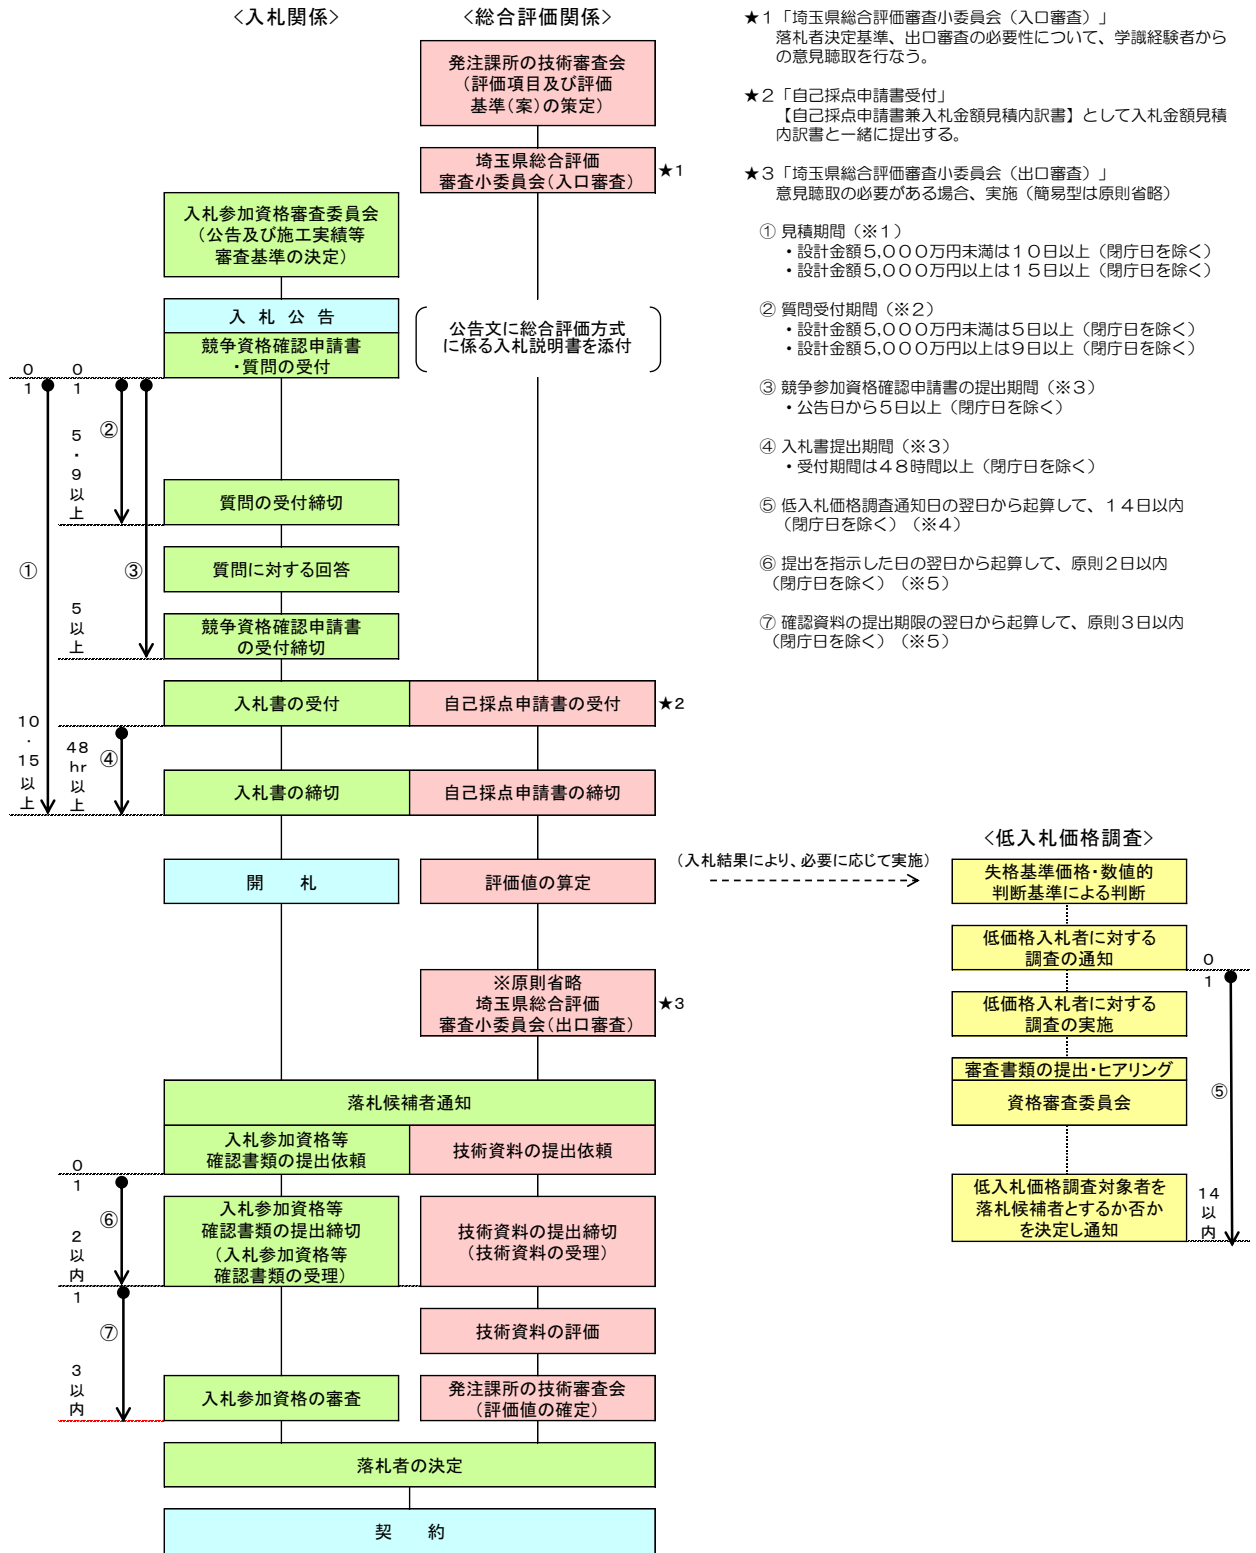 <入札関係>
<総合評価関係>
発注課所の技術審査会
(評価項目及び評価
基準(案)の策定)
埼玉県総合評価
審査小委員会(入口審査)
★1
入札参加資格審査委員会
(公告及び施工実績等
審査基準の決定)
入 札 公 告
競争資格確認申請書
・質問の受付
公告文に総合評価方式
に係る入札説明書を添付
0
0
1
1
5
・
9
以
上
②
質問の受付締切
①
③
質問に対する回答
5
以
上
競争資格確認申請書
の受付締切
入札書の受付
自己採点申請書の受付
★2
10
・
15
以
上
48
hr
以
上
④
入札書の締切
自己採点申請書の締切
開 札
評価値の算定
(入札結果により、必要に応じて実施)
※原則省略
埼玉県総合評価
審査小委員会(出口審査)
★3
落札候補者通知
入札参加資格等
確認書類の提出依頼
技術資料の提出依頼
0
1
⑥
2
以
内
入札参加資格等
確認書類の提出締切
(入札参加資格等
確認書類の受理)
技術資料の提出締切
(技術資料の受理)
1
⑦
技術資料の評価
3
以
内
入札参加資格の審査
発注課所の技術審査会
(評価値の確定)
落札者の決定
契 約
★1「埼玉県総合評価審査小委員会(入口審査)」
落札者決定基準、出口審査の必要性について、学識経験者から
の意見聴取を行なう。
★2「自己採点申請書受付」
【自己採点申請書兼入札金額見積内訳書】として入札金額見積
内訳書と一緒に提出する。
★3「埼玉県総合評価審査小委員会(出口審査)」
意見聴取の必要がある場合、実施(簡易型は原則省略)
① 見積期間(※1)
・設計金額5,000万円未満は10日以上(閉庁日を除く)
・設計金額5,000万円以上は15日以上(閉庁日を除く)
② 質問受付期間(※2)
・設計金額5,000万円未満は5日以上(閉庁日を除く)
・設計金額5,000万円以上は9日以上(閉庁日を除く)
③ 競争参加資格確認申請書の提出期間(※3)
・公告日から5日以上(閉庁日を除く)
④ 入札書提出期間(※3)
・受付期間は48時間以上(閉庁日を除く)
⑤ 低入札価格調査通知日の翌日から起算して、14日以内
(閉庁日を除く)(※4)
⑥ 提出を指示した日の翌日から起算して、原則2日以内
(閉庁日を除く)(※5)
⑦ 確認資料の提出期限の翌日から起算して、原則3日以内
(閉庁日を除く)(※5)
<低入札価格調査>
失格基準価格・数値的
判断基準による判断
低価格入札者に対する
調査の通知
0
1
低価格入札者に対する
調査の実施
審査書類の提出・ヒアリング
資格審査委員会
⑤
低入札価格調査対象者を
落札候補者とするか否か
を決定し通知
14
以
内